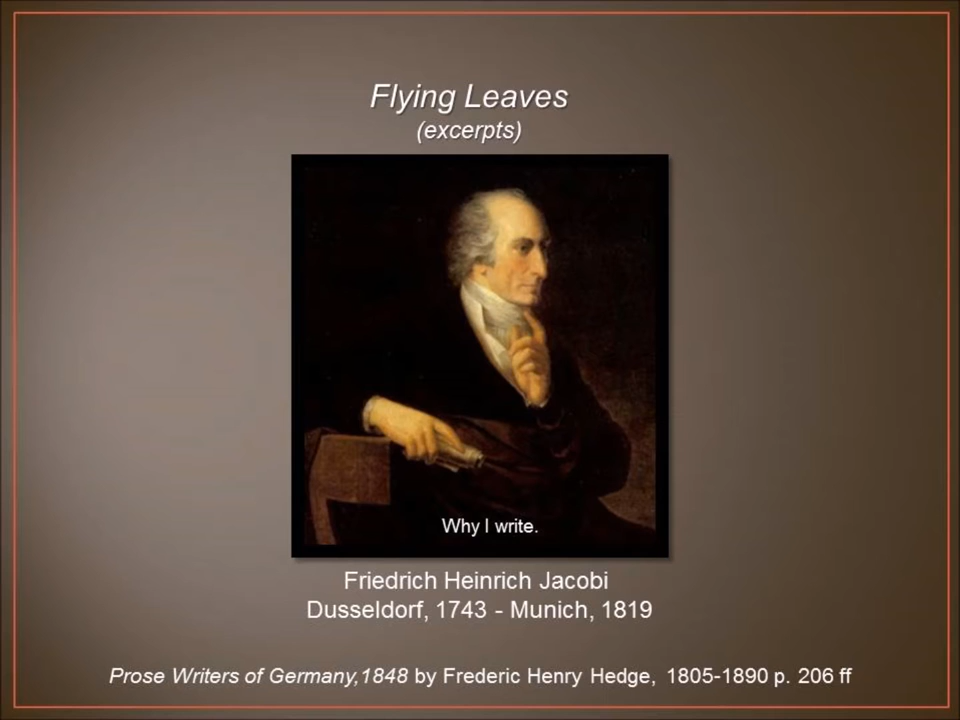 Flying Leaves
(excerpts)
Why I write.
Friedrich Heinrich Jacobi
Dusseldorf, 1743 - Munich, 1819
Prose Writers of Germany,1848 by Frederic Henry Hedge, 1805-1890 p. 206 ff